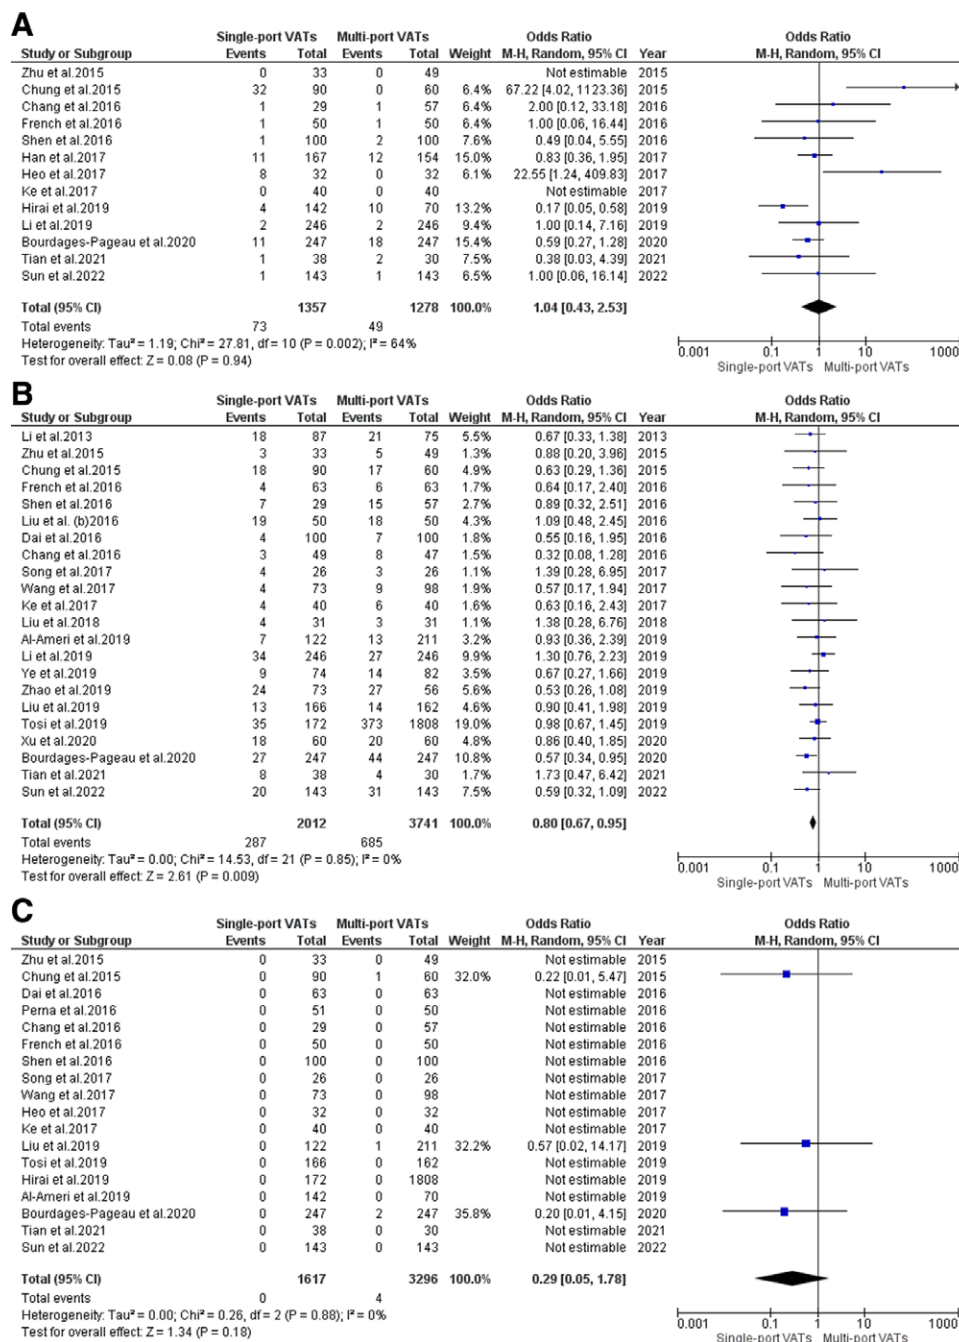 A
Single-port VATs Multi-port VATs Odds Ratio Odds Ratio
Study or Subgroup Events Total Events Total Weight M-H, Random, 95% CI Year M-H, Random, 95% CI
Zhu et al.2015 0 33 0 49 Not estimable 2015
Chung et al.2015 32 90 0 60 6.4% 67.22 [4.02, 1123.36] 2015
Chang et al.2016 1 29 1 57 6.4% 2.00 [0.12, 33.18] 2016
French et al.2016 1 50 1 50 6.4% 1.00 [0.06, 16.44] 2016
Shen et al.2016 1 100 2 100 7.6% 0.49 [0.04, 5.55] 2016
Han et al.2017 11 167 12 154 15.0% 0.83 [0.36, 1.95] 2017
Heo et al.2017 8 32 0 32 6.1% 22.55 [1.24, 409.83] 2017
Ke et al.2017 0 40 0 40 Not estimable 2017
Hirai et al.2019 4 142 10 70 13.2% 0.17 [0.05, 0.58] 2019
Li et al.2019 2 246 2 246 9.4% 1.00 [0.14, 7.16] 2019
Bourdages-Pageau et al.2020 11 247 18 247 15.4% 0.59 [0.27, 1.28] 2020
Tian et al.2021 1 38 2 30 7.5% 0.38 [0.03, 4.39] 2021
Sun et al.2022 1 143 1 143 6.5% 1.00 [0.06, 16.14] 2022
Total (95% CI) 1357 1278 100.0% 1.04 [0.43, 2.53]
Total events 73 49
Heterogeneity: Tau² = 1.19; Chi² = 27.81, df = 10 (P = 0.002); I² = 64%
Test for overall effect: Z = 0.08 (P = 0.94)
0.001 0.1 1 10 1000
Single-port VATs Multi-port VATs
B
Single-port VATs Multi-port VATs Odds Ratio Odds Ratio
Study or Subgroup Events Total Events Total Weight M-H, Random, 95% CI Year M-H, Random, 95% CI
Li et al.2013 18 87 21 75 5.5% 0.67 [0.33, 1.38] 2013
Zhu et al.2015 3 33 5 49 1.3% 0.88 [0.20, 3.96] 2015
Chung et al.2015 18 90 17 60 4.9% 0.63 [0.29, 1.36] 2015
French et al.2016 4 63 6 63 1.7% 0.64 [0.17, 2.40] 2016
Shen et al.2016 7 29 15 57 2.7% 0.89 [0.32, 2.51] 2016
Liu et al. (b)2016 19 50 18 50 4.3% 1.09 [0.48, 2.45] 2016
Dai et al.2016 4 100 7 100 1.8% 0.55 [0.16, 1.95] 2016
Chang et al.2016 3 49 8 47 1.5% 0.32 [0.08, 1.28] 2016
Song et al.2017 4 26 3 26 1.1% 1.39 [0.28, 6.95] 2017
Wang et al.2017 4 73 9 98 1.9% 0.57 [0.17, 1.94] 2017
Ke et al.2017 4 40 6 40 1.6% 0.63 [0.16, 2.43] 2017
Liu et al.2018 4 31 3 31 1.1% 1.38 [0.28, 6.76] 2018
Al-Ameri et al.2019 7 122 13 211 3.2% 0.93 [0.36, 2.39] 2019
Li et al.2019 34 246 27 246 9.9% 1.30 [0.76, 2.23] 2019
Ye et al.2019 9 74 14 82 3.6% 0.67 [0.27, 1.66] 2019
Zhao et al.2019 24 73 27 56 5.6% 0.53 [0.26, 1.08] 2019
Liu et al.2019 13 166 14 162 4.5% 0.90 [0.41, 1.98] 2019
Tosi et al.2019 35 172 373 1808 19.0% 0.98 [0.67, 1.45] 2019
Xu et al.2020 18 60 20 60 4.8% 0.86 [0.40, 1.85] 2020
Bourdages-Pageau et al.2020 27 247 44 247 10.8% 0.57 [0.34, 0.95] 2020
Tian et al.2021 8 38 4 30 1.7% 1.73 [0.47, 6.42] 2021
Sun et al.2022 20 143 31 143 7.5% 0.59 [0.32, 1.09] 2022
Total (95% CI) 2012 3741 100.0% 0.80 [0.67, 0.95]
Total events 287 685
Heterogeneity: Tau² = 0.00; Chi² = 14.53, df = 21 (P = 0.85); I² = 0%
Test for overall effect: Z = 2.61 (P = 0.009)
0.001 0.1 1 10 1000
Single-port VATs Multi-port VATs
C
Single-port VATs Multi-port VATs Odds Ratio Odds Ratio
Study or Subgroup Events Total Events Total Weight M-H, Random, 95% CI Year M-H, Random, 95% CI
Zhu et al.2015 0 33 0 49 Not estimable 2015
Chung et al.2015 0 90 1 60 32.0% 0.22 [0.01, 5.47] 2015
Dai et al.2016 0 63 0 63 Not estimable 2016
Perna et al.2016 0 51 0 50 Not estimable 2016
Chang et al.2016 0 29 0 57 Not estimable 2016
French et al.2016 0 50 0 50 Not estimable 2016
Shen et al.2016 0 100 0 100 Not estimable 2016
Song et al.2017 0 26 0 26 Not estimable 2017
Wang et al.2017 0 73 0 98 Not estimable 2017
Heo et al.2017 0 32 0 32 Not estimable 2017
Ke et al.2017 0 40 0 40 Not estimable 2017
Liu et al.2019 0 122 1 211 32.2% 0.57 [0.02, 14.17] 2019
Tosi et al.2019 0 166 0 162 Not estimable 2019
Hirai et al.2019 0 172 0 1808 Not estimable 2019
Al-Ameri et al.2019 0 142 0 70 Not estimable 2019
Bourdages-Pageau et al.2020 0 247 2 247 35.8% 0.20 [0.01, 4.15] 2020
Tian et al.2021 0 38 0 30 Not estimable 2021
Sun et al.2022 0 143 0 143 Not estimable 2022
Total (95% CI) 1617 3296 100.0% 0.29 [0.05, 1.78]
Total events 0 4
Heterogeneity: Tau² = 0.00; Chi² = 0.26, df = 2 (P = 0.88); I² = 0%
Test for overall effect: Z = 1.34 (P = 0.18)
0.001 0.1 1 10 1000
Single-port VATs Multi-port VATs